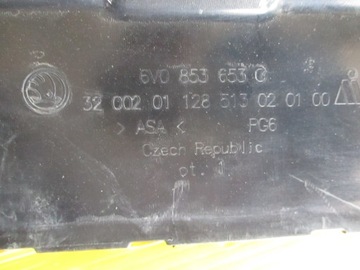 6V0 853 653 G
32 002 01 128 513 02 01 00
> ASA <
PG6
Czech Republic
ot. 1